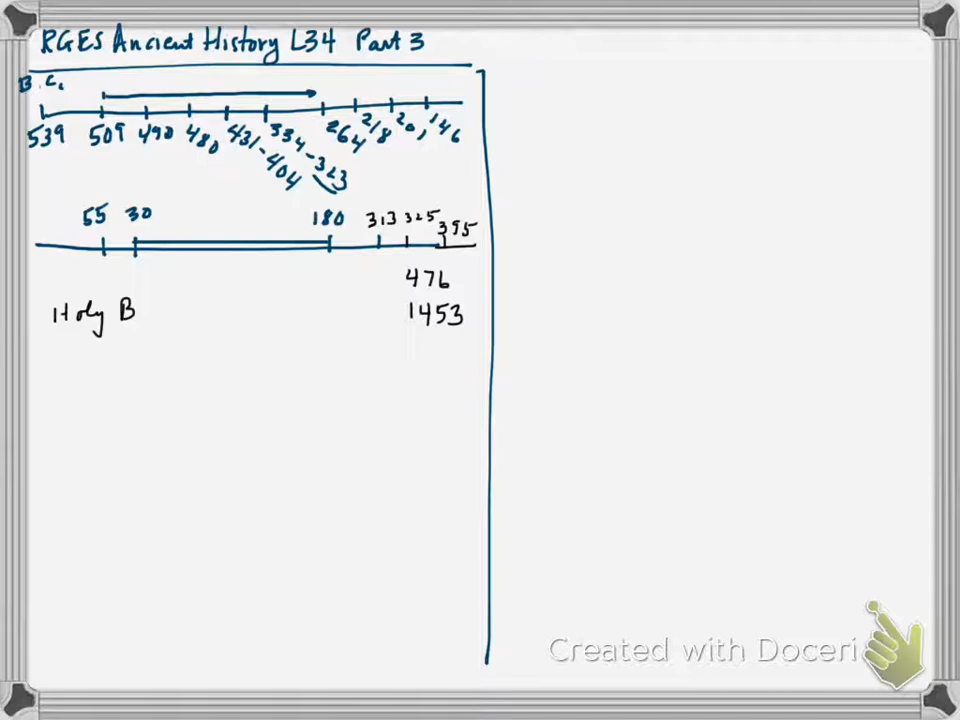 RGES Ancient History L34 Part 3
B.C.
539 509 490 480 431-404 334-323 264 218 201 146
55 30 180 313 325 395
476
Holy B 1453
Created with Doceri